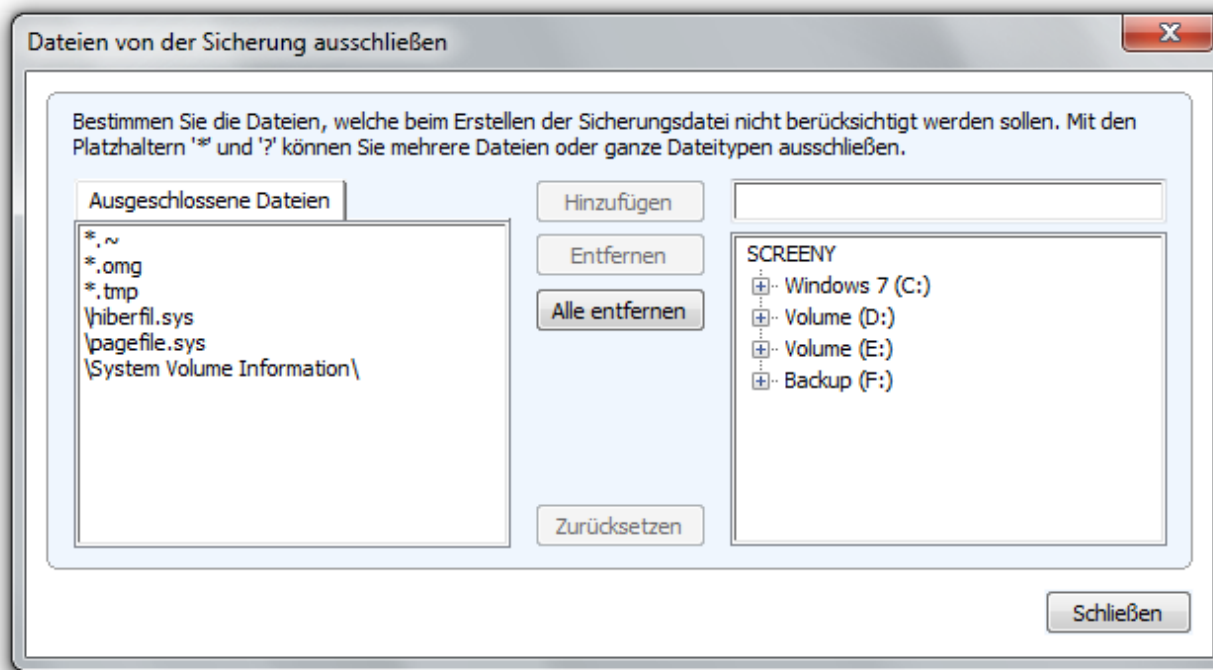 Dateien von der Sicherung ausschließen
Bestimmen Sie die Dateien, welche beim Erstellen der Sicherungsdatei nicht berücksichtigt werden sollen. Mit den
Platzhaltern '*' und '?' können Sie mehrere Dateien oder ganze Dateitypen ausschließen.
Ausgeschlossene Dateien
*.~
*.omg
*.tmp
\hiberfil.sys
\pagefile.sys
\System Volume Information\
Hinzufügen
Entfernen
Alle entfernen
Zurücksetzen
SCREENY
Windows 7 (C:)
Volume (D:)
Volume (E:)
Backup (F:)
Schließen